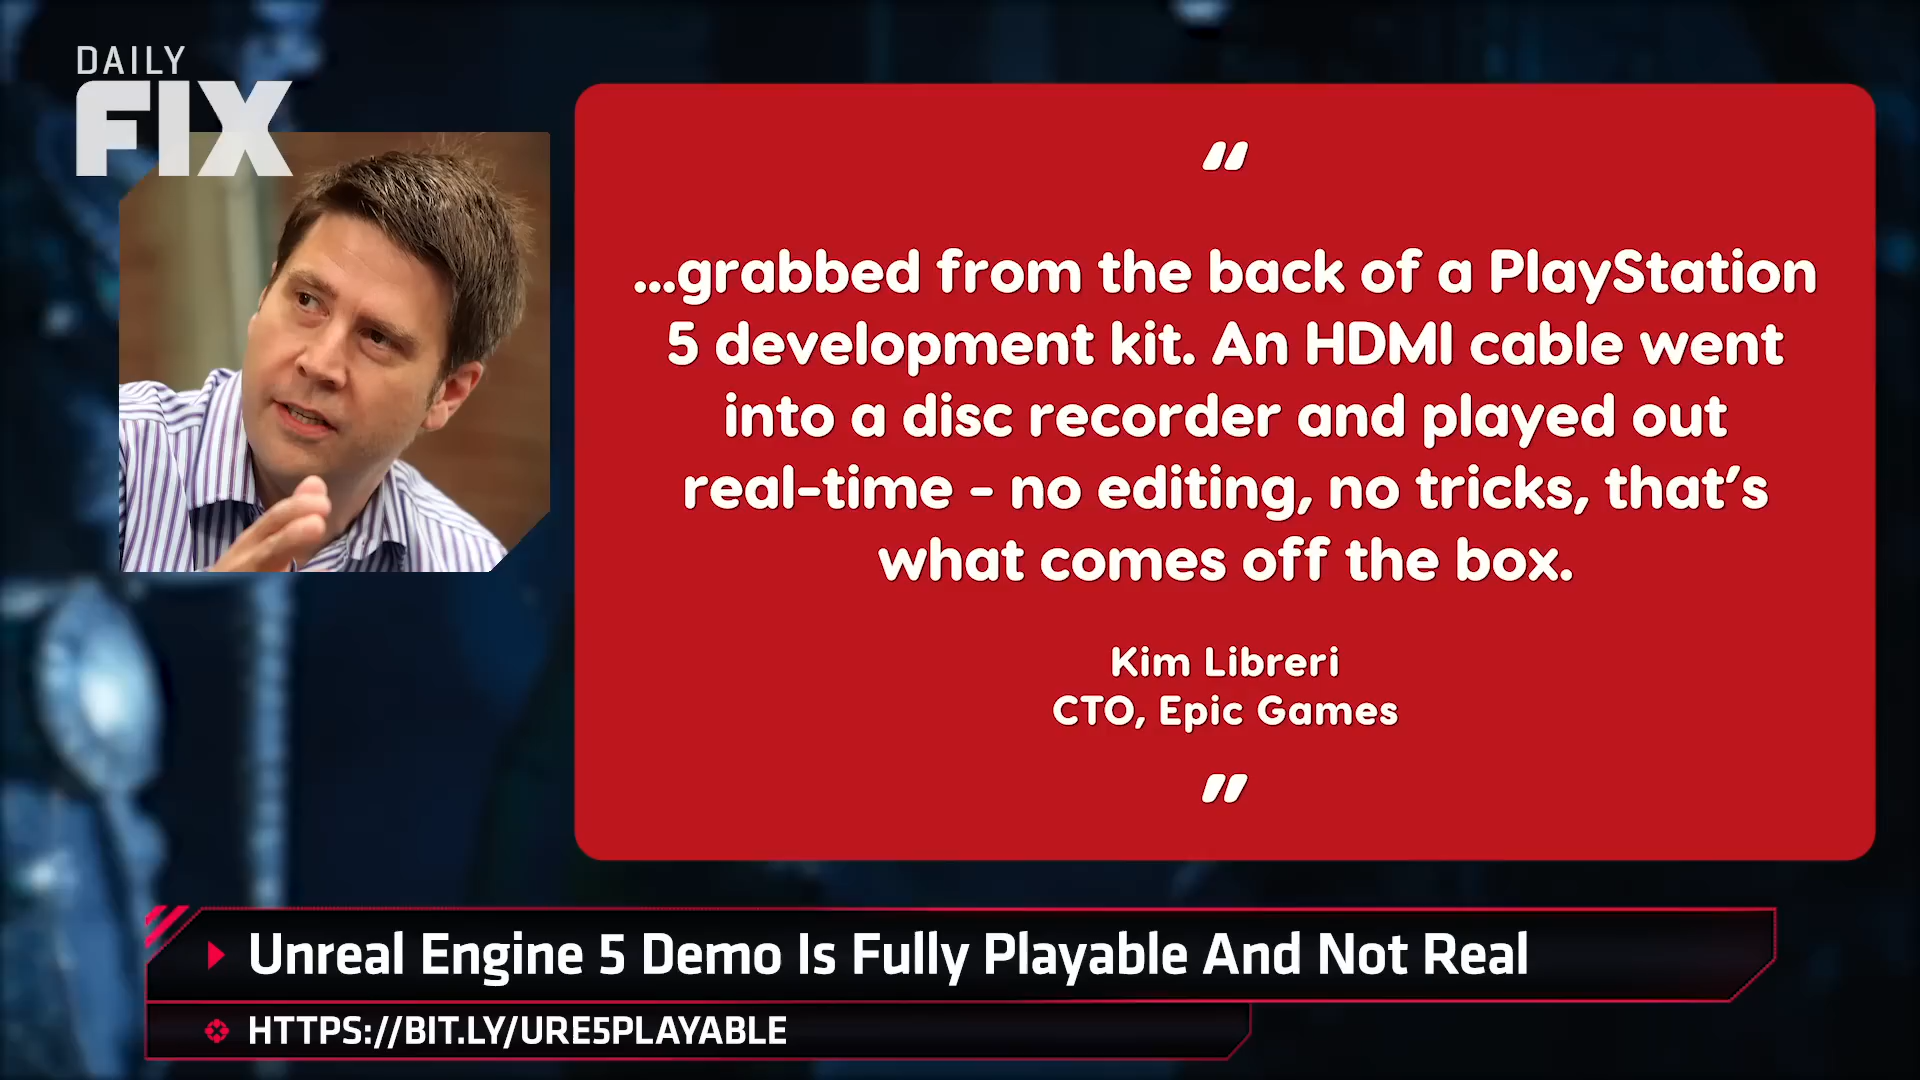 DAILY
FIX
“
...grabbed from the back of a PlayStation
5 development kit. An HDMI cable went
into a disc recorder and played out
real-time - no editing, no tricks, that’s
what comes off the box.
Kim Libreri
CTO, Epic Games
”
Unreal Engine 5 Demo Is Fully Playable And Not Real
HTTPS://BIT.LY/URE5PLAYABLE